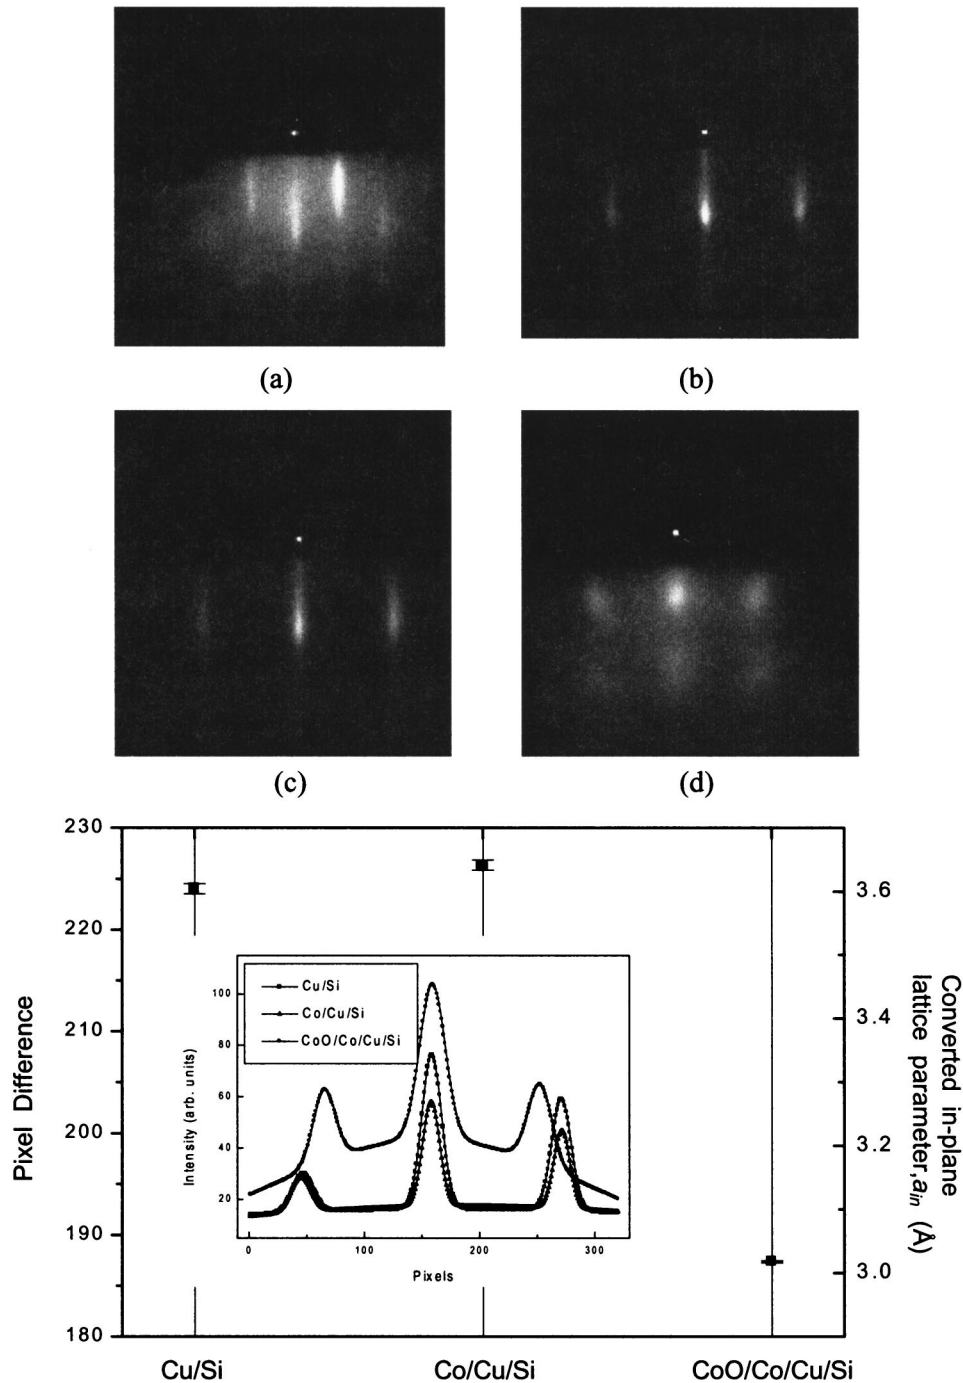 (a)
(b)
(c)
(d)
230
220
210
200
190
180
Pixel Difference
3.6
3.4
3.2
3.0
Converted in-plane
lattice parameter,a_in (Å)
Cu/Si
Co/Cu/Si
CoO/Co/Cu/Si
100
80
60
40
20
Intensity (arb. units)
0
100
200
300
Pixels
Cu/Si
Co/Cu/Si
CoO/Co/Cu/Si